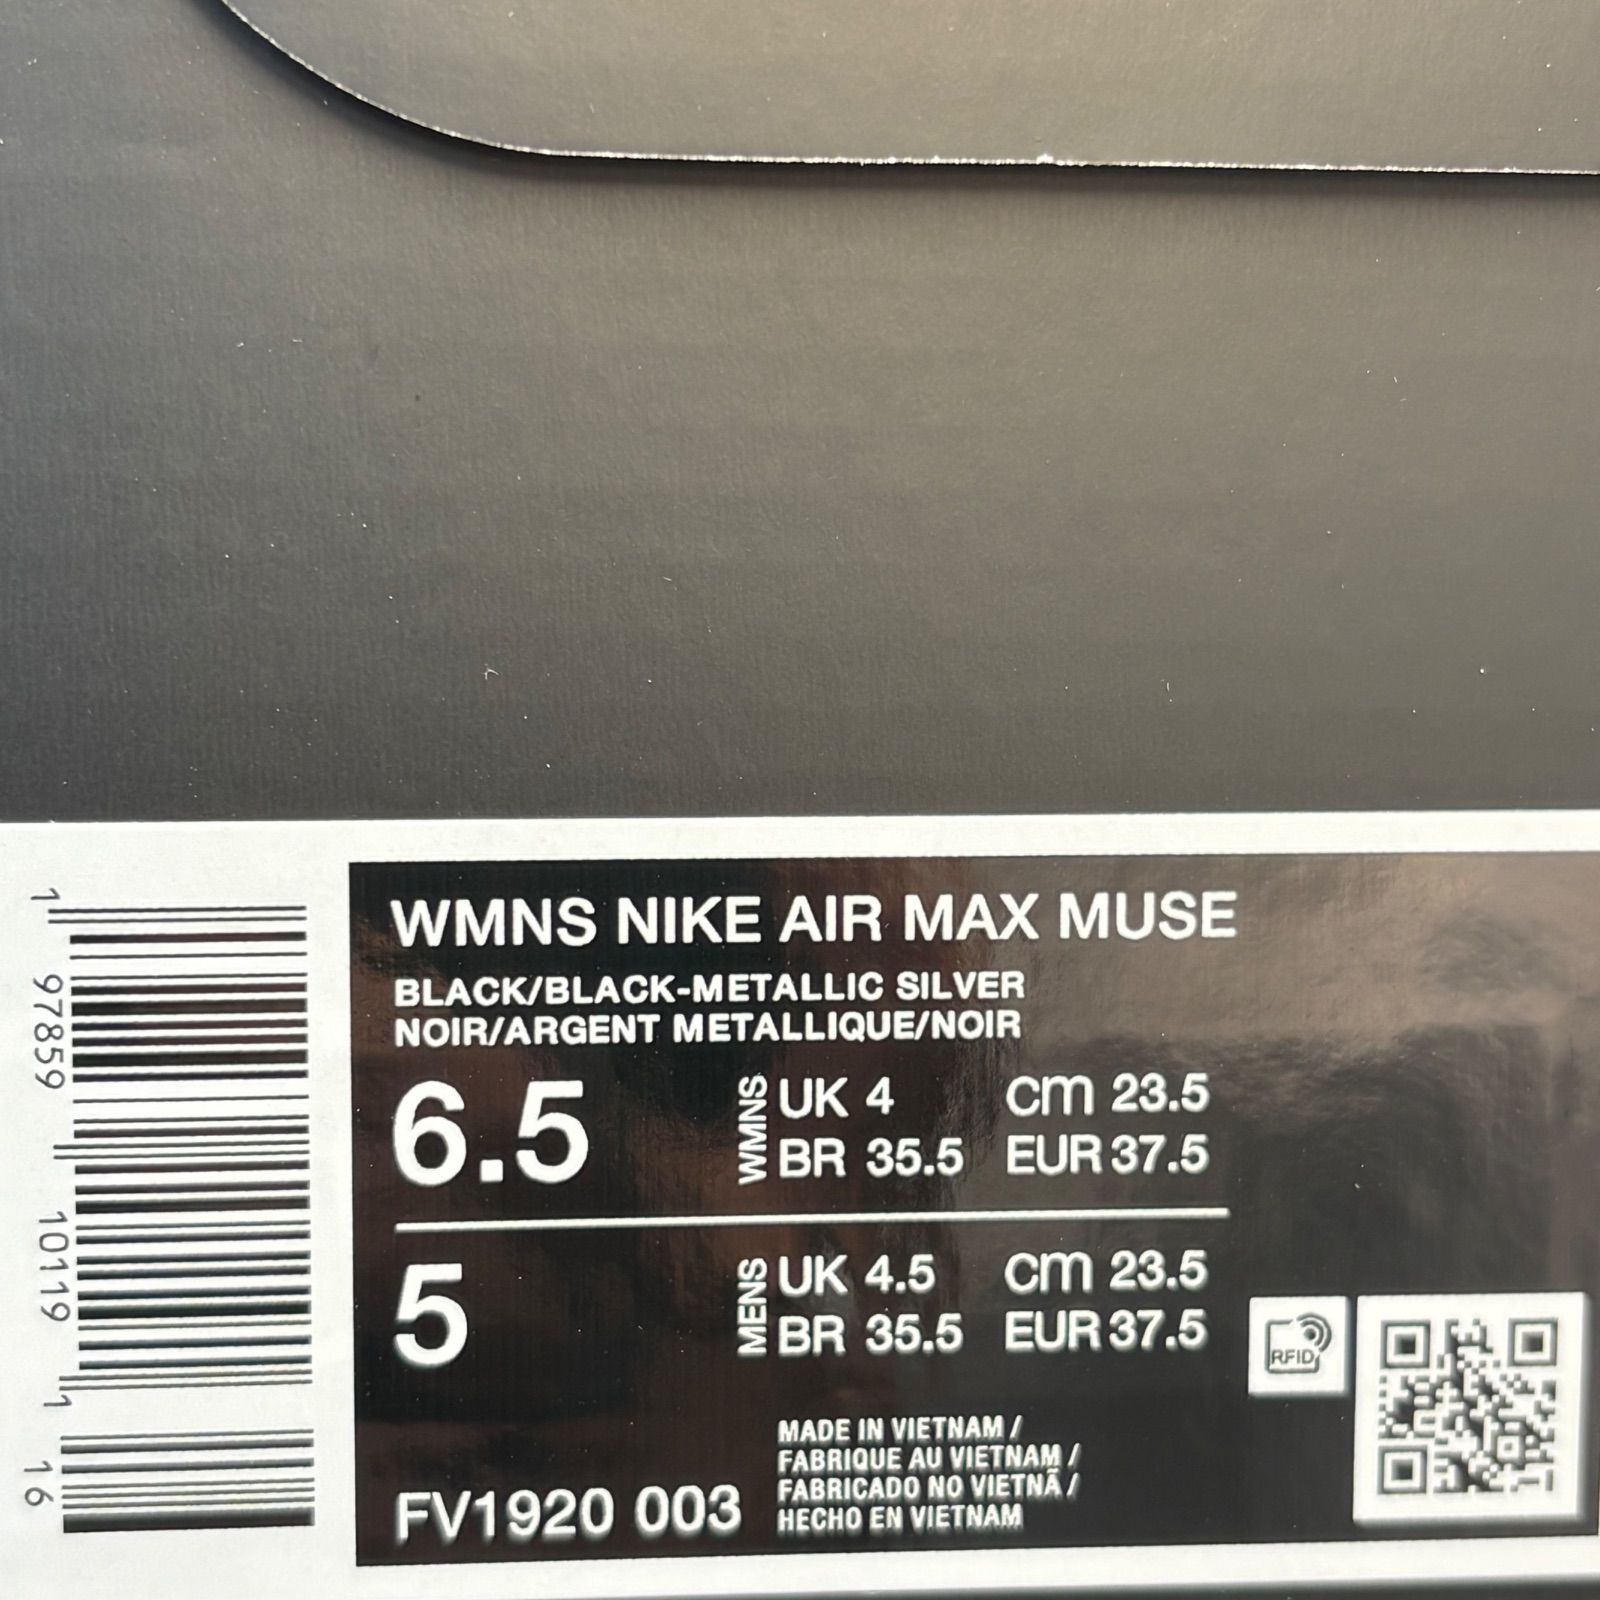 WMNS NIKE AIR MAX MUSE
BLACK/BLACK-METALLIC SILVER
NOIR/ARGENT METALLIQUE/NOIR
6.5 WMNS UK 4 cm 23.5
BR 35.5 EUR 37.5
5 MENS UK 4.5 cm 23.5
BR 35.5 EUR 37.5
RFID
MADE IN VIETNAM /
FABRIQUE AU VIETNAM /
FABRICADO NO VIETNÃ /
HECHO EN VIETNAM
FV1920 003
1 97859 10119 1 16